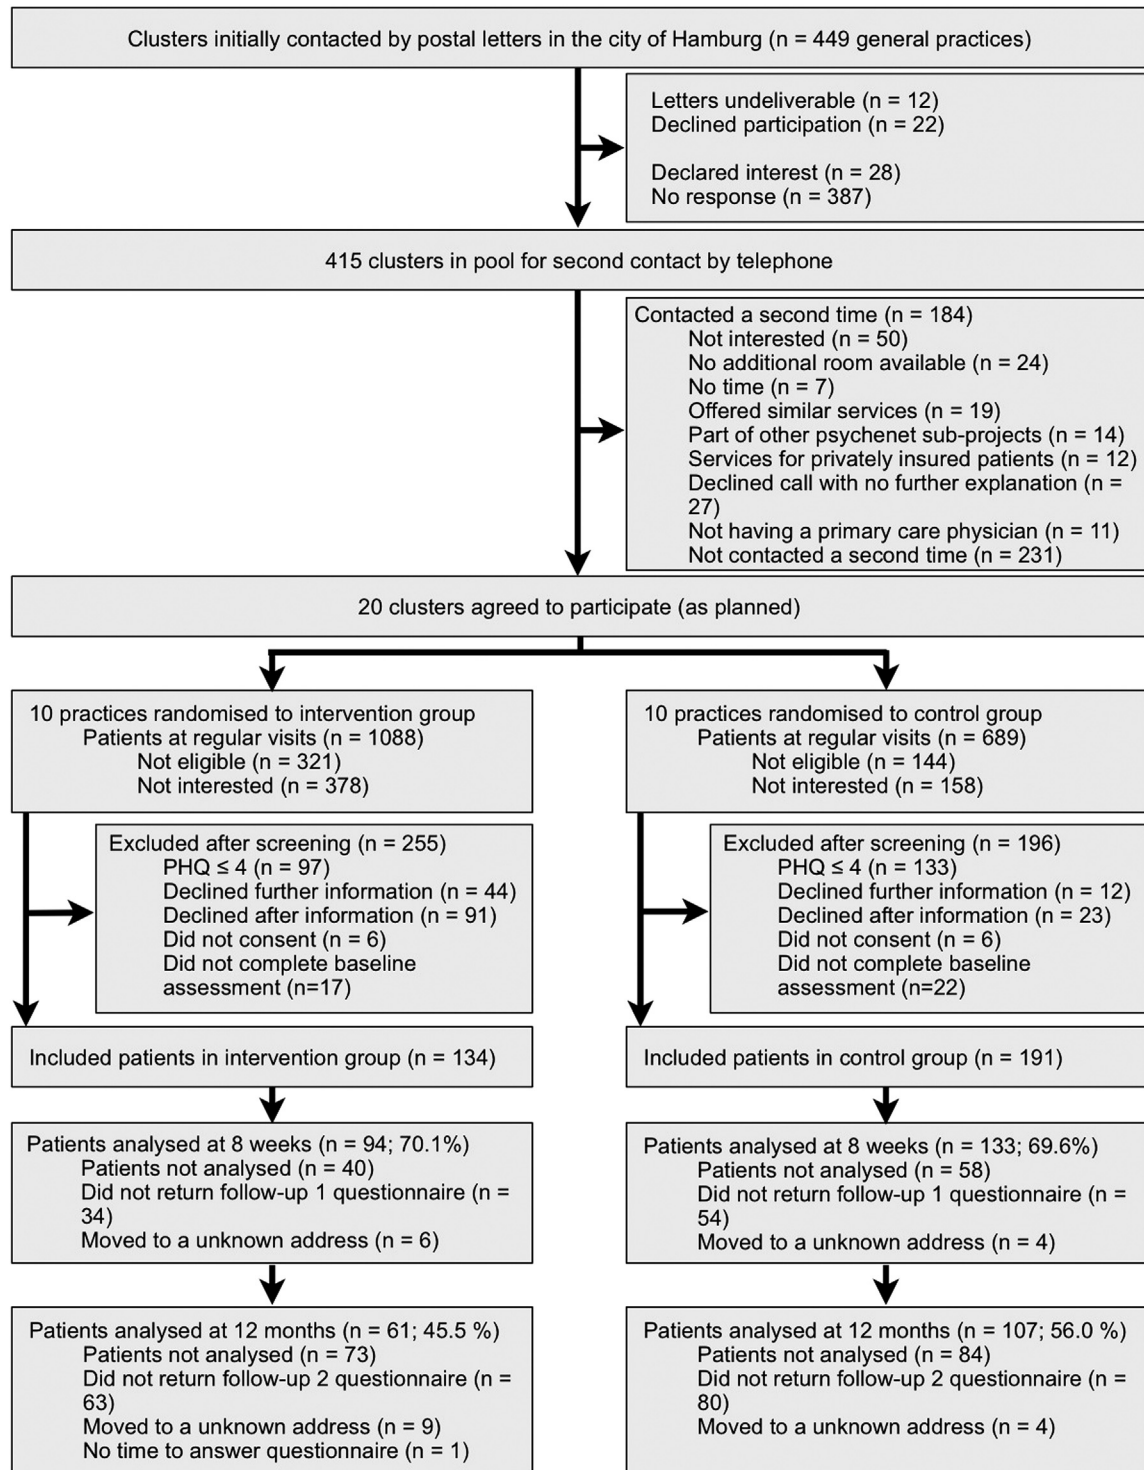 Clusters initially contacted by postal letters in the city of Hamburg (n = 449 general practices)
Letters undeliverable (n = 12)
Declined participation (n = 22)
Declared interest (n = 28)
No response (n = 387)
415 clusters in pool for second contact by telephone
Contacted a second time (n = 184)
Not interested (n = 50)
No additional room available (n = 24)
No time (n = 7)
Offered similar services (n = 19)
Part of other psychenet sub-projects (n = 14)
Services for privately insured patients (n = 12)
Declined call with no further explanation (n =
27)
Not having a primary care physician (n = 11)
Not contacted a second time (n = 231)
20 clusters agreed to participate (as planned)
10 practices randomised to intervention group
Patients at regular visits (n = 1088)
Not eligible (n = 321)
Not interested (n = 378)
10 practices randomised to control group
Patients at regular visits (n = 689)
Not eligible (n = 144)
Not interested (n = 158)
Excluded after screening (n = 255)
PHQ ≤ 4 (n = 97)
Declined further information (n = 44)
Declined after information (n = 91)
Did not consent (n = 6)
Did not complete baseline
assessment (n=17)
Excluded after screening (n = 196)
PHQ ≤ 4 (n = 133)
Declined further information (n = 12)
Declined after information (n = 23)
Did not consent (n = 6)
Did not complete baseline
assessment (n=22)
Included patients in intervention group (n = 134)
Included patients in control group (n = 191)
Patients analysed at 8 weeks (n = 94; 70.1%)
Patients not analysed (n = 40)
Did not return follow-up 1 questionnaire (n =
34)
Moved to a unknown address (n = 6)
Patients analysed at 8 weeks (n = 133; 69.6%)
Patients not analysed (n = 58)
Did not return follow-up 1 questionnaire (n =
54)
Moved to a unknown address (n = 4)
Patients analysed at 12 months (n = 61; 45.5 %)
Patients not analysed (n = 73)
Did not return follow-up 2 questionnaire (n =
63)
Moved to a unknown address (n = 9)
No time to answer questionnaire (n = 1)
Patients analysed at 12 months (n = 107; 56.0 %)
Patients not analysed (n = 84)
Did not return follow-up 2 questionnaire (n =
80)
Moved to a unknown address (n = 4)